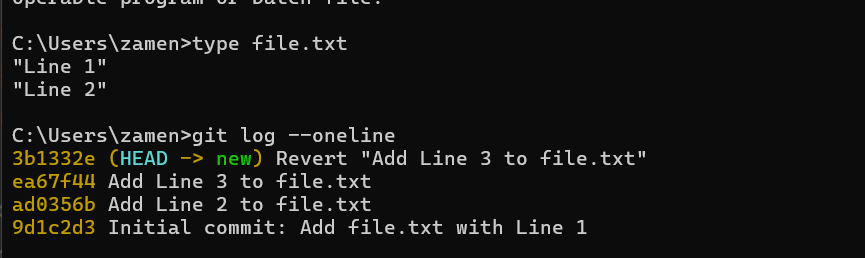 operable program or batch file.
C:\Users\zamen>type file.txt
"Line 1"
"Line 2"
C:\Users\zamen>git log --oneline
3b1332e (HEAD -> new) Revert "Add Line 3 to file.txt"
ea67f44 Add Line 3 to file.txt
ad0356b Add Line 2 to file.txt
9d1c2d3 Initial commit: Add file.txt with Line 1